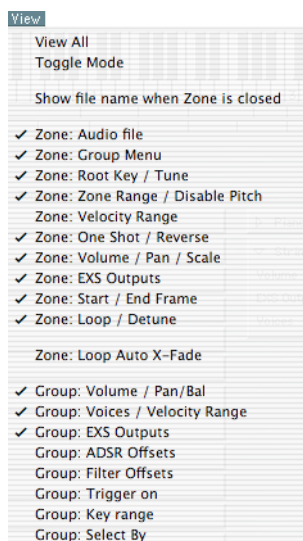 View
View All
Toggle Mode
Show file name when Zone is closed
✓ Zone: Audio file
✓ Zone: Group Menu
✓ Zone: Root Key / Tune
✓ Zone: Zone Range / Disable Pitch
Zone: Velocity Range
✓ Zone: One Shot / Reverse
✓ Zone: Volume / Pan / Scale
✓ Zone: EXS Outputs
✓ Zone: Start / End Frame
✓ Zone: Loop / Detune
Zone: Loop Auto X-Fade
✓ Group: Volume / Pan/Bal
✓ Group: Voices / Velocity Range
✓ Group: EXS Outputs
Group: ADSR Offsets
Group: Filter Offsets
Group: Trigger on
Group: Key range
Group: Select By